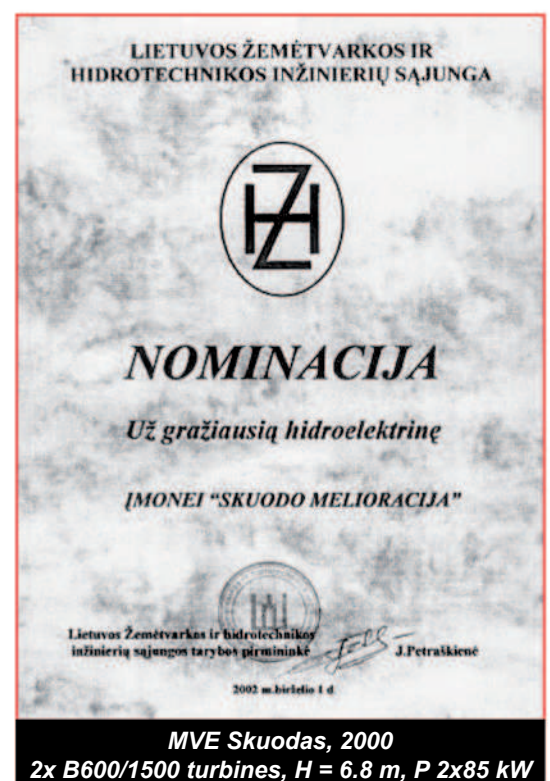 LIETUVOS ŽEMĖTVARKOS IR
HIDROTECHNIKOS INŽINIERIŲ SĄJUNGA
NOMINACIJA
Už gražiausią hidroelektrinę
ĮMONEI “SKUODO MELIORACIJA”
Lietuvos Žemėtvarkos ir hidrotechnikos
inžinierių sąjungos tarybos pirmininkė
J.Petraškienė
2002 m.birželio 1 d.
MVE Skuodas, 2000
2x B600/1500 turbines, H = 6.8 m, P 2x85 kW